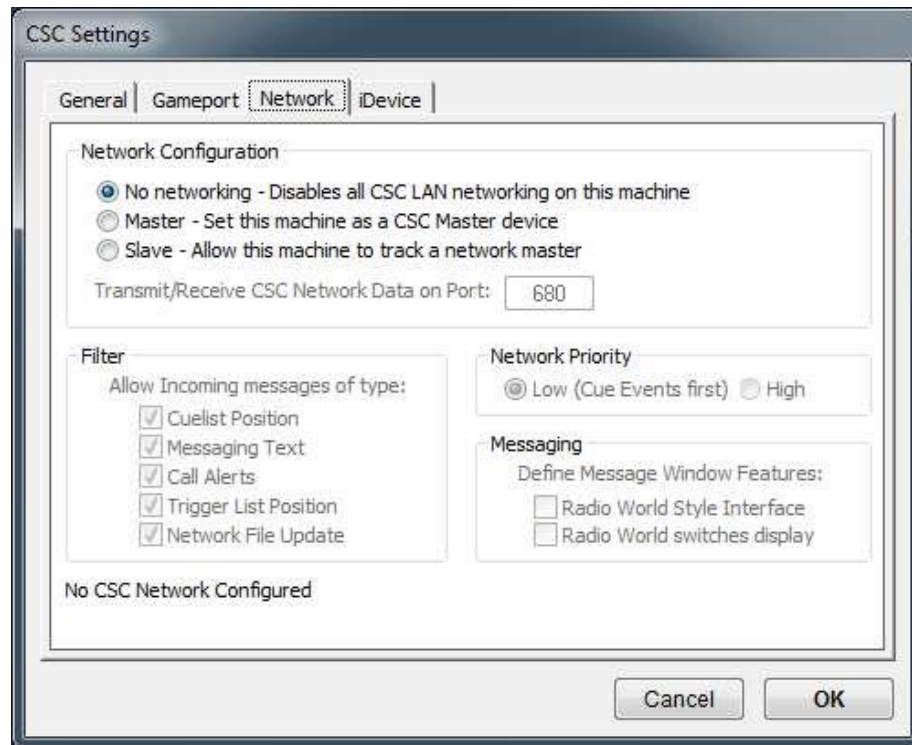 CSC Settings
General Gameport Network iDevice
Network Configuration
No networking - Disables all CSC LAN networking on this machine
Master - Set this machine as a CSC Master device
Slave - Allow this machine to track a network master
Transmit/Receive CSC Network Data on Port: 680
Filter
Allow Incoming messages of type:
Cuelist Position
Messaging Text
Call Alerts
Trigger List Position
Network File Update
Network Priority
Low (Cue Events first) High
Messaging
Define Message Window Features:
Radio World Style Interface
Radio World switches display
No CSC Network Configured
Cancel OK